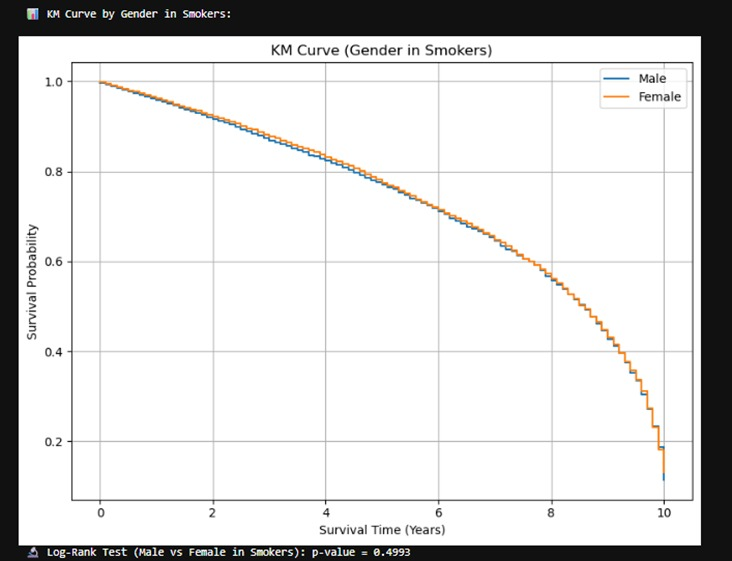 📊 KM Curve by Gender in Smokers:
KM Curve (Gender in Smokers)
Male
Female
1.0
0.8
0.6
0.4
0.2
Survival Probability
0 2 4 6 8 10
Survival Time (Years)
🔬 Log-Rank Test (Male vs Female in Smokers): p-value = 0.4993